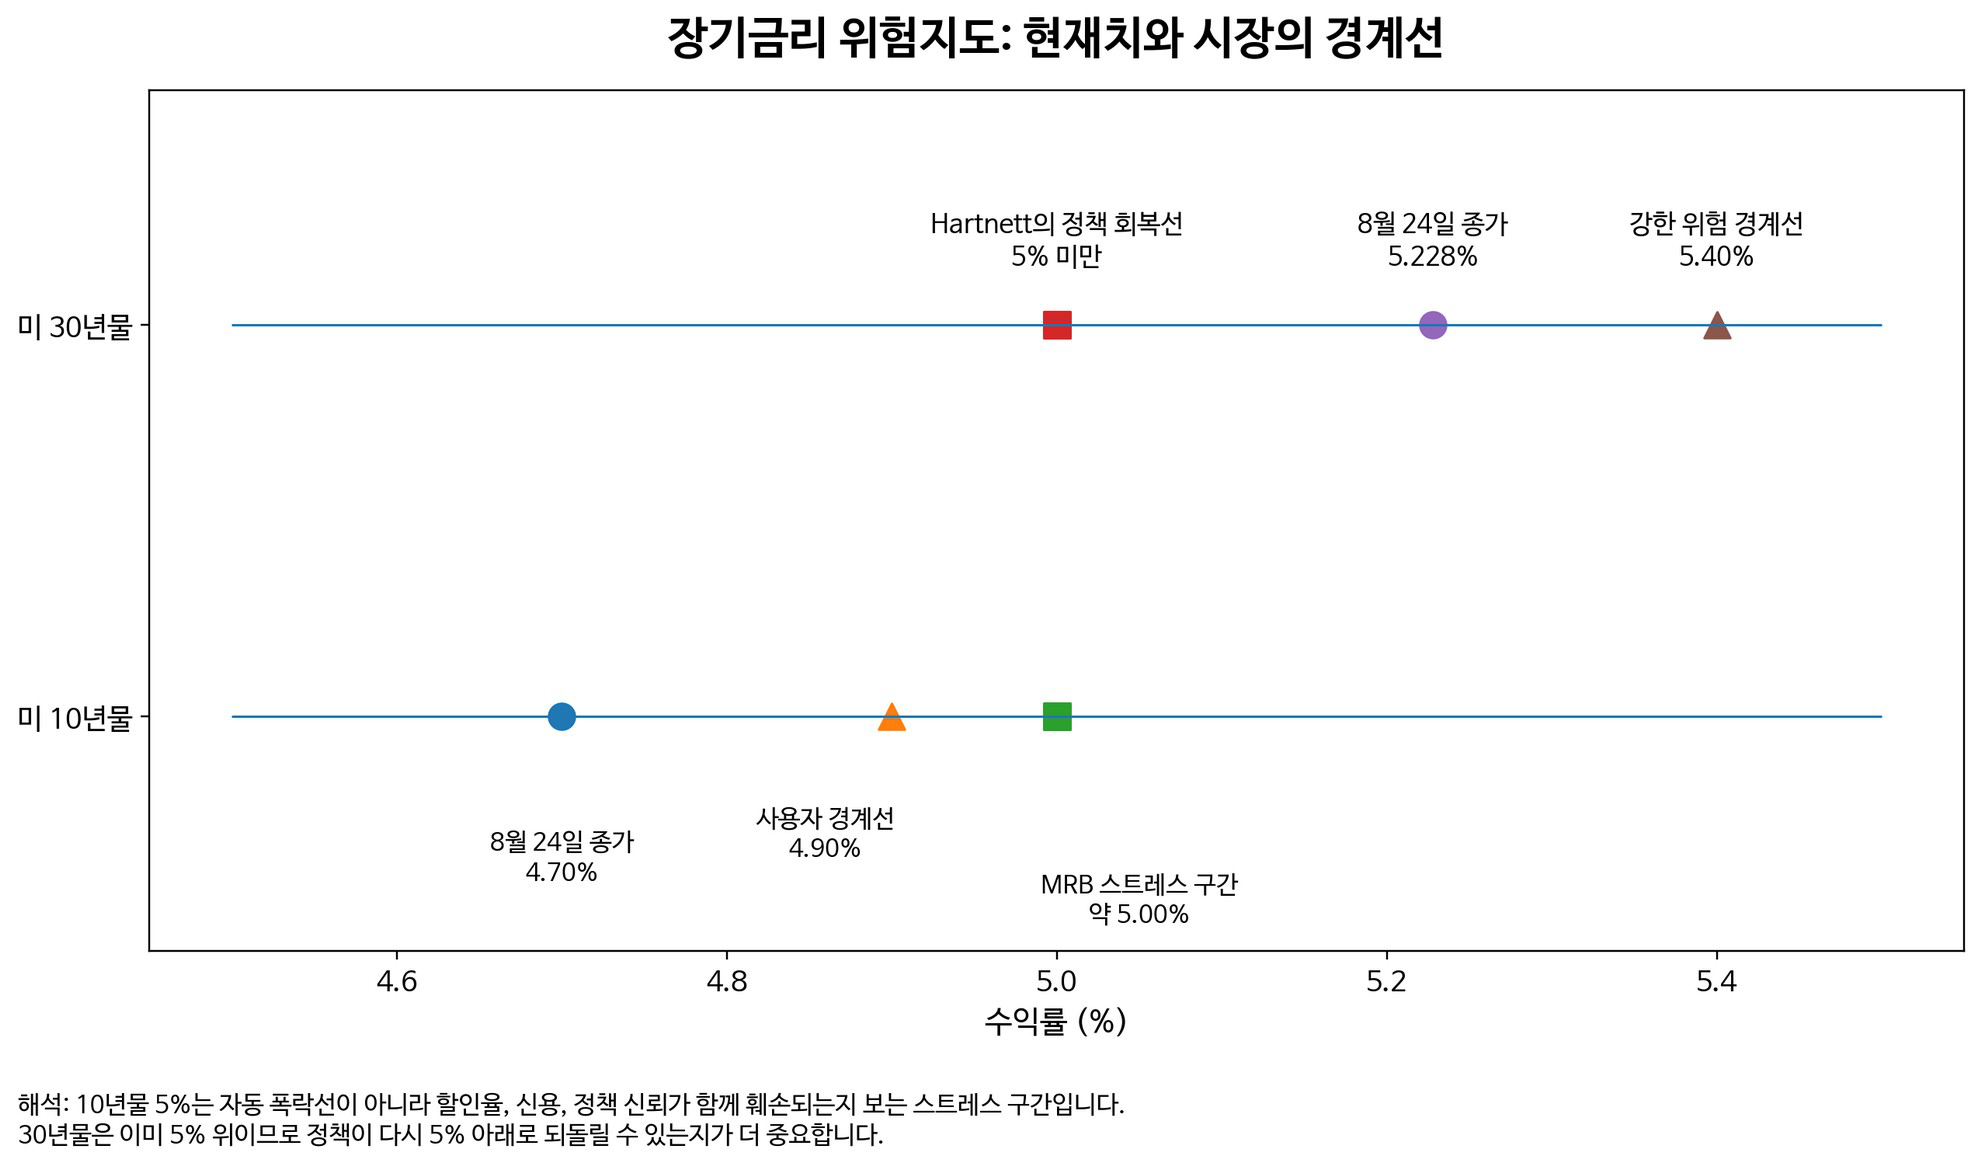 장기금리 위험지도: 현재치와 시장의 경계선
Hartnett의 정책 회복선
5% 미만
8월 24일 종가
5.228%
강한 위험 경계선
5.40%
미 30년물
미 10년물
8월 24일 종가
4.70%
사용자 경계선
4.90%
MRB 스트레스 구간
약 5.00%
4.6
4.8
5.0
5.2
5.4
수익률 (%)
해석: 10년물 5%는 자동 폭락선이 아니라 할인율, 신용, 정책 신뢰가 함께 훼손되는지 보는 스트레스 구간입니다.
30년물은 이미 5% 위이므로 정책이 다시 5% 아래로 되돌릴 수 있는지가 더 중요합니다.